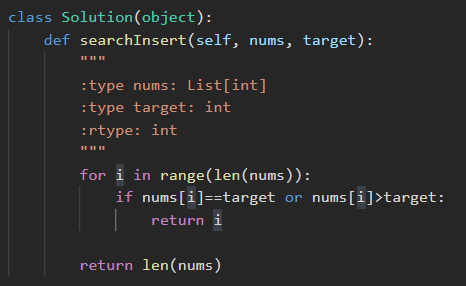 class Solution(object):
    def searchInsert(self, nums, target):
        """
        :type nums: List[int]
        :type target: int
        :rtype: int
        """
        for i in range(len(nums)):
            if nums[i]==target or nums[i]>target:
                return i
        return len(nums)